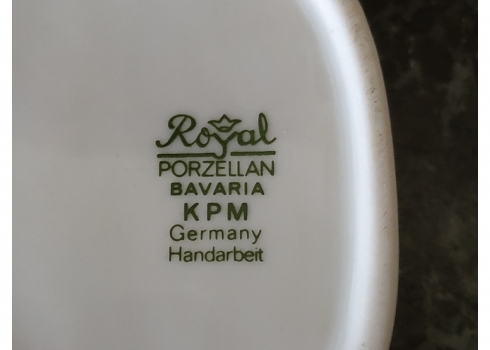 Royal
PORZELLAN
BAVARIA
KPM
Germany
Handarbeit